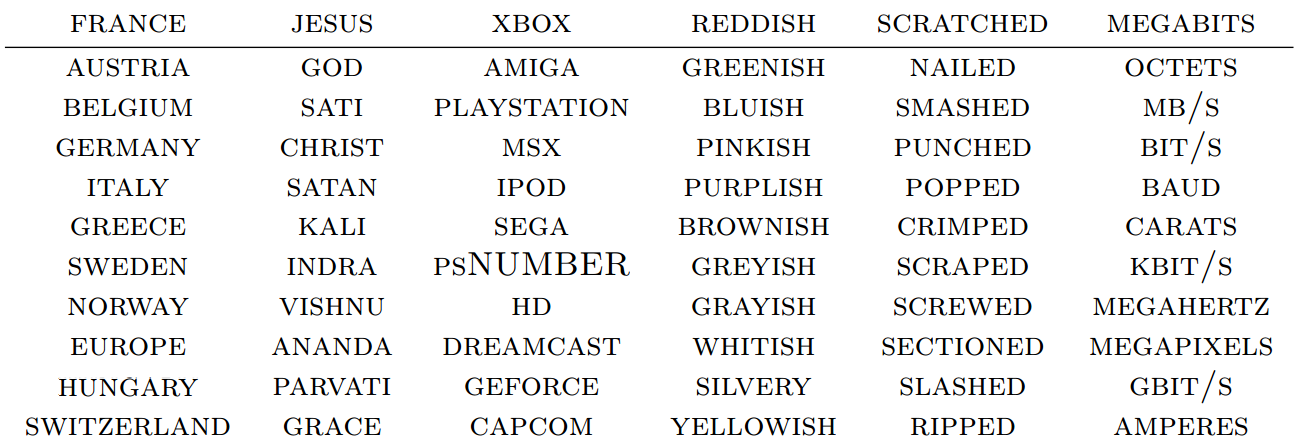 FRANCE JESUS XBOX REDDISH SCRATCHED MEGABITS
AUSTRIA GOD AMIGA GREENISH NAILED OCTETS
BELGIUM SATI PLAYSTATION BLUISH SMASHED MB/S
GERMANY CHRIST MSX PINKISH PUNCHED BIT/S
ITALY SATAN IPOD PURPLISH POPPED BAUD
GREECE KALI SEGA BROWNISH CRIMPED CARATS
SWEDEN INDRA PSNUMBER GREYISH SCRAPED KBIT/S
NORWAY VISHNU HD GRAYISH SCREWED MEGAHERTZ
EUROPE ANANDA DREAMCAST WHITISH SECTIONED MEGAPIXELS
HUNGARY PARVATI GEFORCE SILVERY SLASHED GBIT/S
SWITZERLAND GRACE CAPCOM YELLOWISH RIPPED AMPERES